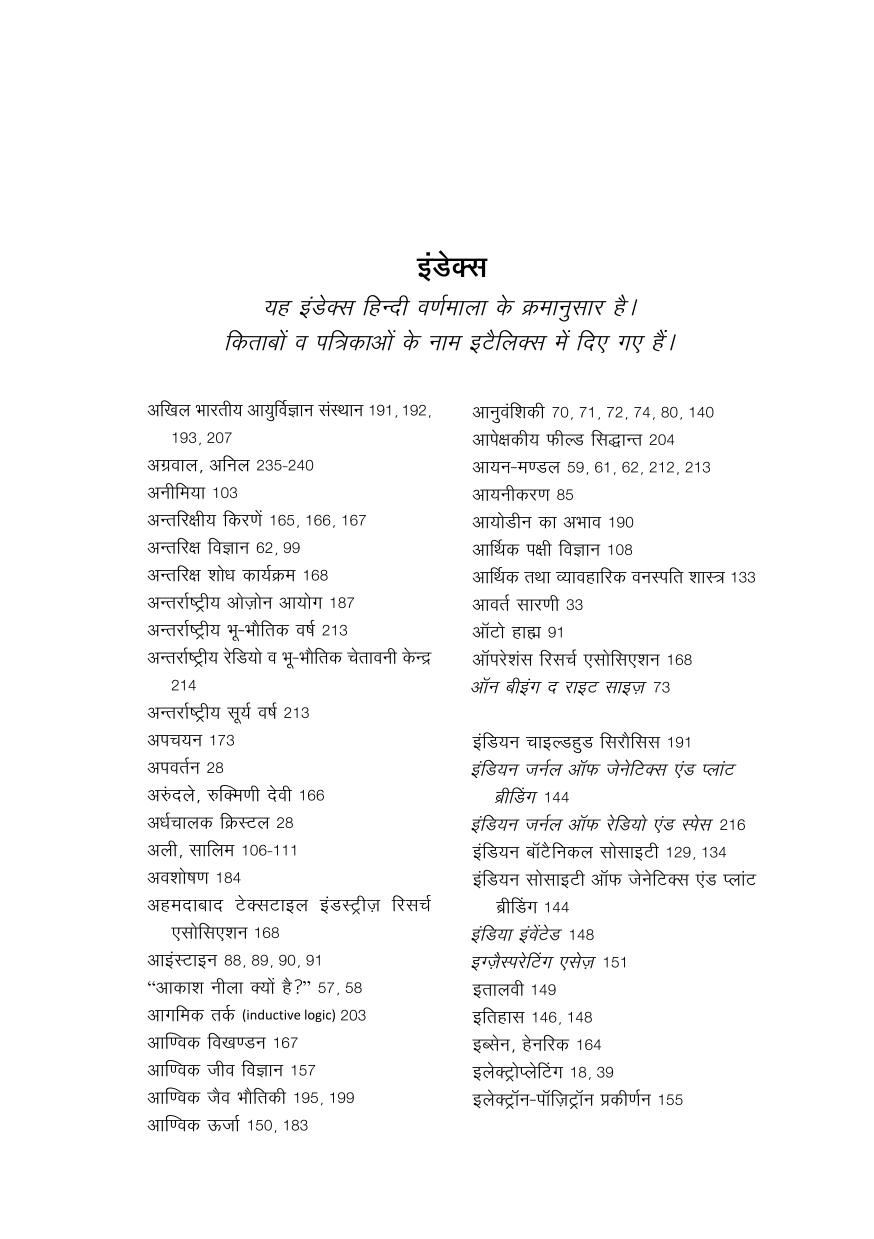 इंडेक्स
यह इंडेक्स हिन्दी वर्णमाला के क्रमानुसार है।
किताबों व पत्रिकाओं के नाम इटैलिक्स में दिए गए हैं।
अखिल भारतीय आयुर्विज्ञान संस्थान 191, 192,
193, 207
अग्रवाल, अनिल 235-240
अनीमिया 103
अन्तरिक्षीय किरणें 165, 166, 167
अन्तरिक्ष विज्ञान 62, 99
अन्तरिक्ष शोध कार्यक्रम 168
अन्तर्राष्ट्रीय ओज़ोन आयोग 187
अन्तर्राष्ट्रीय भू-भौतिक वर्ष 213
अन्तर्राष्ट्रीय रेडियो व भू-भौतिक चेतावनी केन्द्र
214
अन्तर्राष्ट्रीय सूर्य वर्ष 213
अपचयन 173
अपवर्तन 28
अरुंदले, रुक्मिणी देवी 166
अर्धचालक क्रिस्टल 28
अली, सालिम 106-111
अवशोषण 184
अहमदाबाद टेक्सटाइल इंडस्ट्रीज़ रिसर्च
एसोसिएशन 168
आइंस्टाइन 88, 89, 90, 91
“आकाश नीला क्यों है?” 57, 58
आगमिक तर्क (inductive logic) 203
आण्विक विखण्डन 167
आण्विक जीव विज्ञान 157
आण्विक जैव भौतिकी 195, 199
आण्विक ऊर्जा 150, 183
आनुवंशिकी 70, 71, 72, 74, 80, 140
आपेक्षकीय फील्ड सिद्धान्त 204
आयन-मण्डल 59, 61, 62, 212, 213
आयनीकरण 85
आयोडीन का अभाव 190
आर्थिक पक्षी विज्ञान 108
आर्थिक तथा व्यावहारिक वनस्पति शास्त्र 133
आवर्त सारणी 33
ऑटो हाह्म 91
ऑपरेशंस रिसर्च एसोसिएशन 168
ऑन बीइंग द राइट साइज़ 73
इंडियन चाइल्डहुड सिरौसिस 191
इंडियन जर्नल ऑफ जेनेटिक्स एंड प्लांट
ब्रीडिंग 144
इंडियन जर्नल ऑफ रेडियो एंड स्पेस 216
इंडियन बॉटैनिकल सोसाइटी 129, 134
इंडियन सोसाइटी ऑफ जेनेटिक्स एंड प्लांट
ब्रीडिंग 144
इंडिया इंवेंटेड 148
इग्ज़ैस्परेटिंग एसेज़ 151
इतालवी 149
इतिहास 146, 148
इब्सेन, हेनरिक 164
इलेक्ट्रोप्लेटिंग 18, 39
इलेक्ट्रॉन-पॉज़िट्रॉन प्रकीर्णन 155